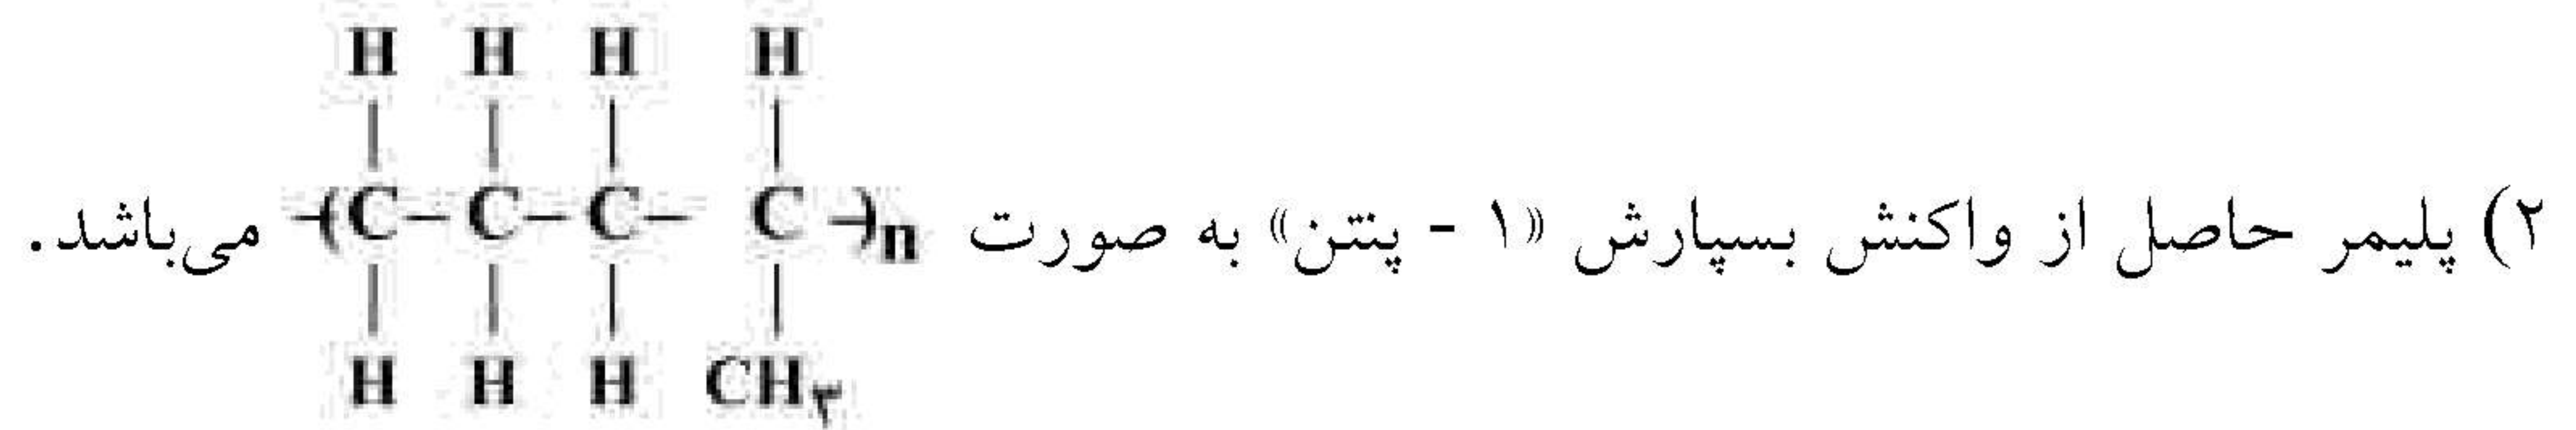 H H H H
۲) پلیمر حاصل از واکنش بسپارش «۱ - پنتن» به صورت -(C-C-C- C-)n می‌باشد.
H H H CH۳